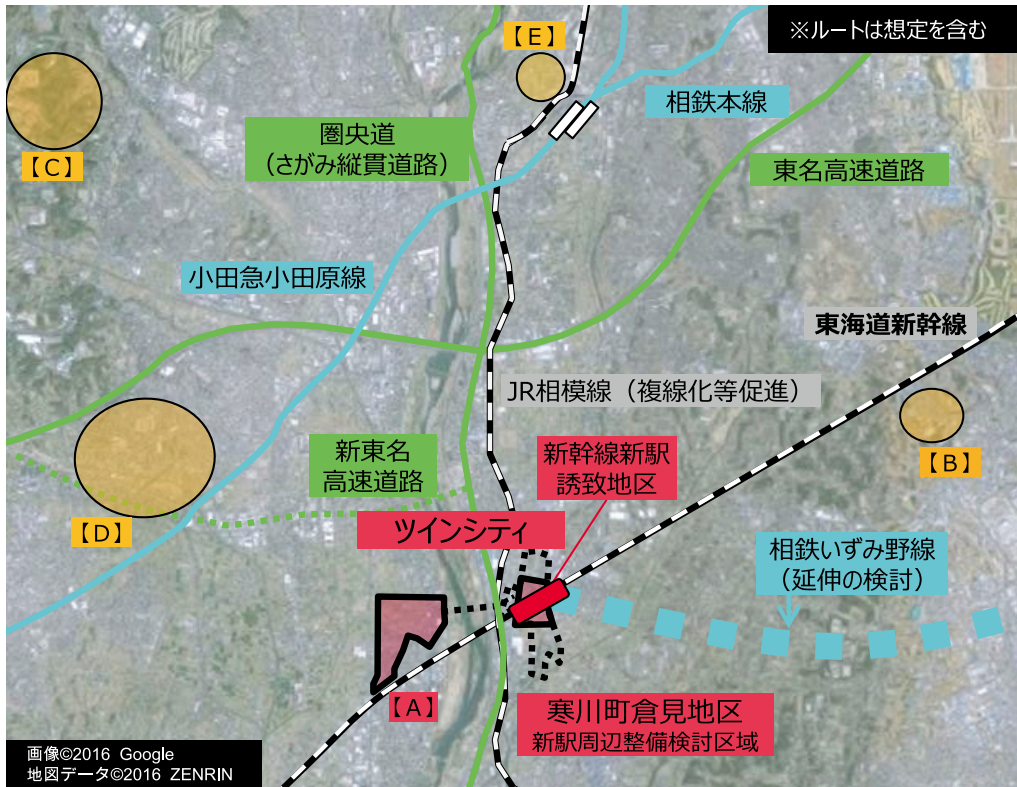 ※ルートは想定を含む
【E】
相鉄本線
圏央道
（さがみ縦貫道路）
【C】
東名高速道路
小田急小田原線
東海道新幹線
JR相模線（複線化等促進）
新幹線新駅
誘致地区
新東名
高速道路
【B】
【D】
ツインシティ
相鉄いずみ野線
（延伸の検討）
【A】
寒川町倉見地区
新駅周辺整備検討区域
画像©2016 Google
地図データ©2016 ZENRIN